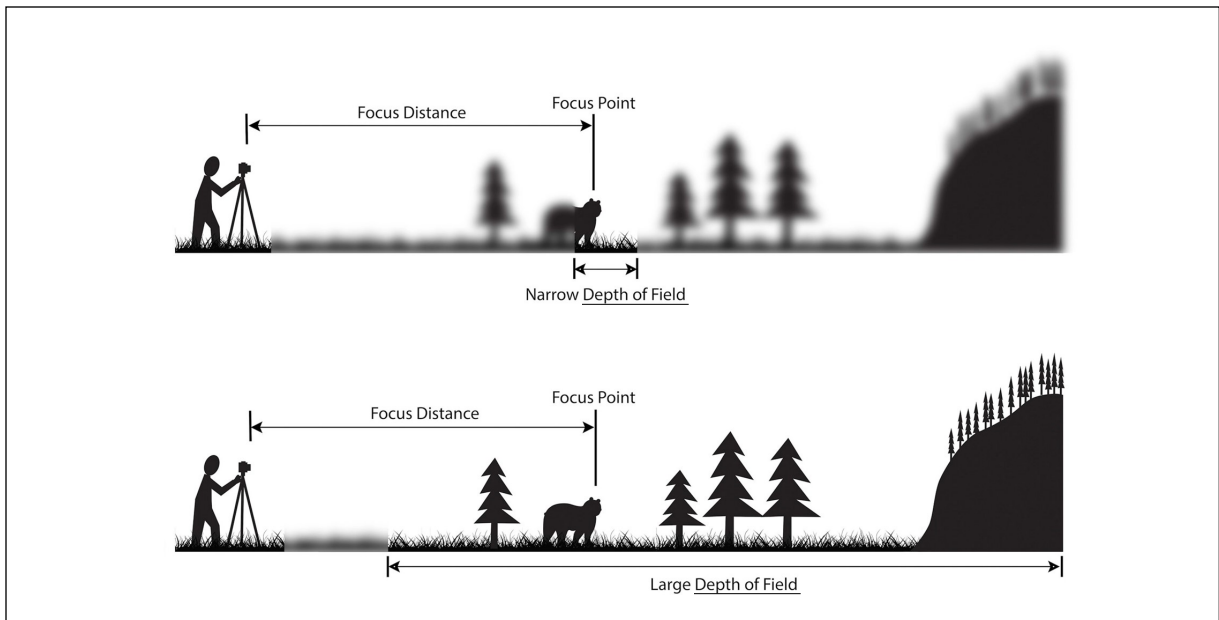 Focus Distance
Focus Point
Narrow Depth of Field
Focus Distance
Focus Point
Large Depth of Field